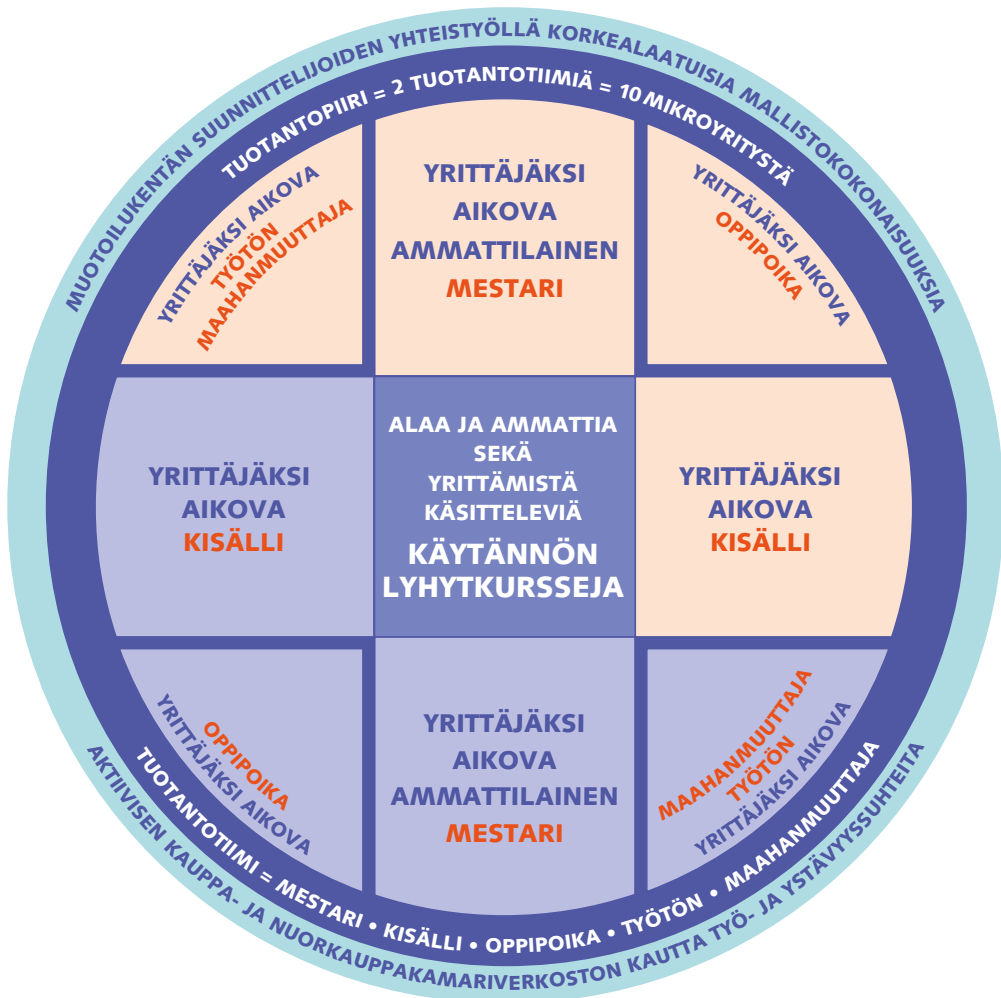 MUOTOILUKENTÄN SUUNNITTELIJOIDEN YHTEISTYÖLLÄ KORKEALAATUISIA MALLISTOKOKONAISUUKSIA
TUOTANTOPIIRI = 2 TUOTANTOTIIMIÄ = 10 MIKROYRITYSTÄ
YRITTÄJÄKSI AIKOVA
TYÖTÖN
MAAHANMUUTTAJA
YRITTÄJÄKSI
AIKOVA
AMMATTILAINEN
MESTARI
YRITTÄJÄKSI AIKOVA
OPPIPOIKA
YRITTÄJÄKSI
AIKOVA
KISÄLLI
ALAA JA AMMATTIA
SEKÄ
YRITTÄMISTÄ
KÄSITTELEVIÄ
KÄYTÄNNÖN
LYHYTKURSSEJA
YRITTÄJÄKSI
AIKOVA
KISÄLLI
OPPIPOIKA
YRITTÄJÄKSI AIKOVA
YRITTÄJÄKSI
AIKOVA
AMMATTILAINEN
MESTARI
MAAHANMUUTTAJA
TYÖTÖN
YRITTÄJÄKSI AIKOVA
TUOTANTOTIIMI = MESTARI • KISÄLLI • OPPIPOIKA • TYÖTÖN • MAAHANMUUTTAJA
AKTIIVISEN KAUPPA- JA NUORKAUPPAKAMARIVERKOSTON KAUTTA TYÖ- JA YSTÄVYYSSUHTEITA